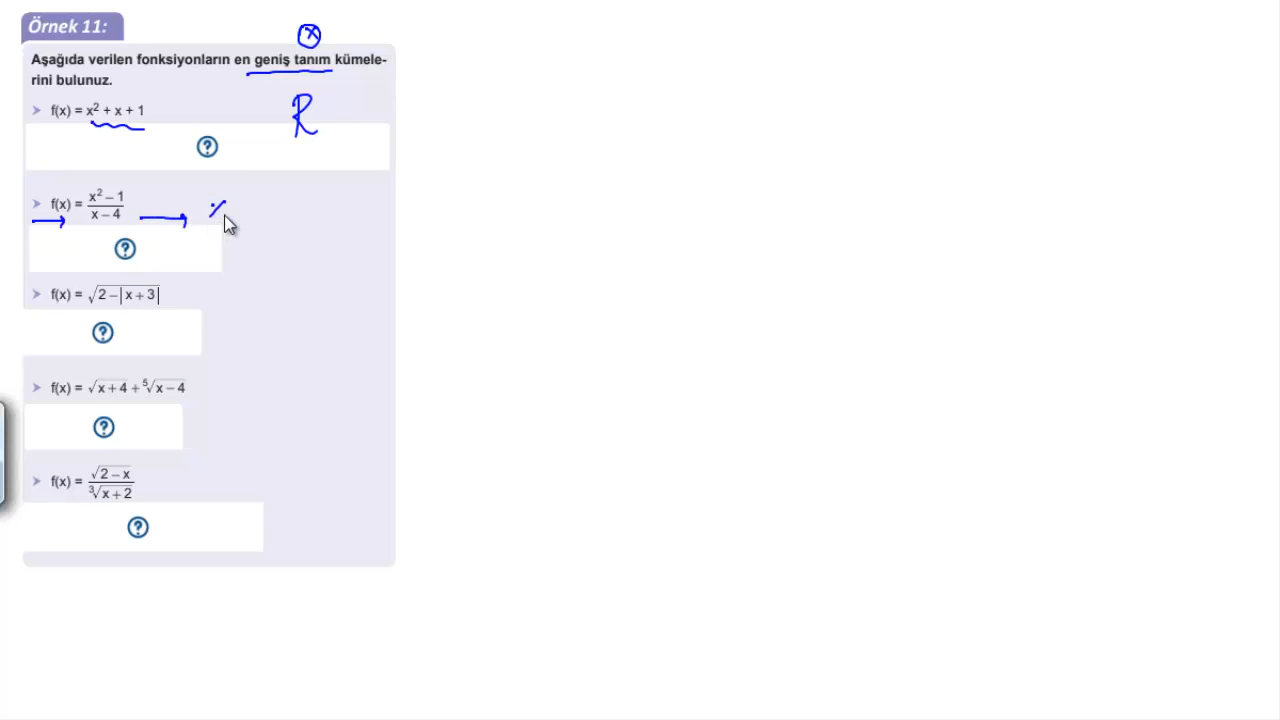 Örnek 11:
x
Aşağıda verilen fonksiyonların en geniş tanım kümele-
rini bulunuz.
f(x) = x² + x + 1
R
f(x) = (x² – 1)/(x – 4)
f(x) = √(2 – |x + 3|)
f(x) = √(x + 4) + ⁵√(x – 4)
f(x) = √(2 – x)/³√(x + 2)